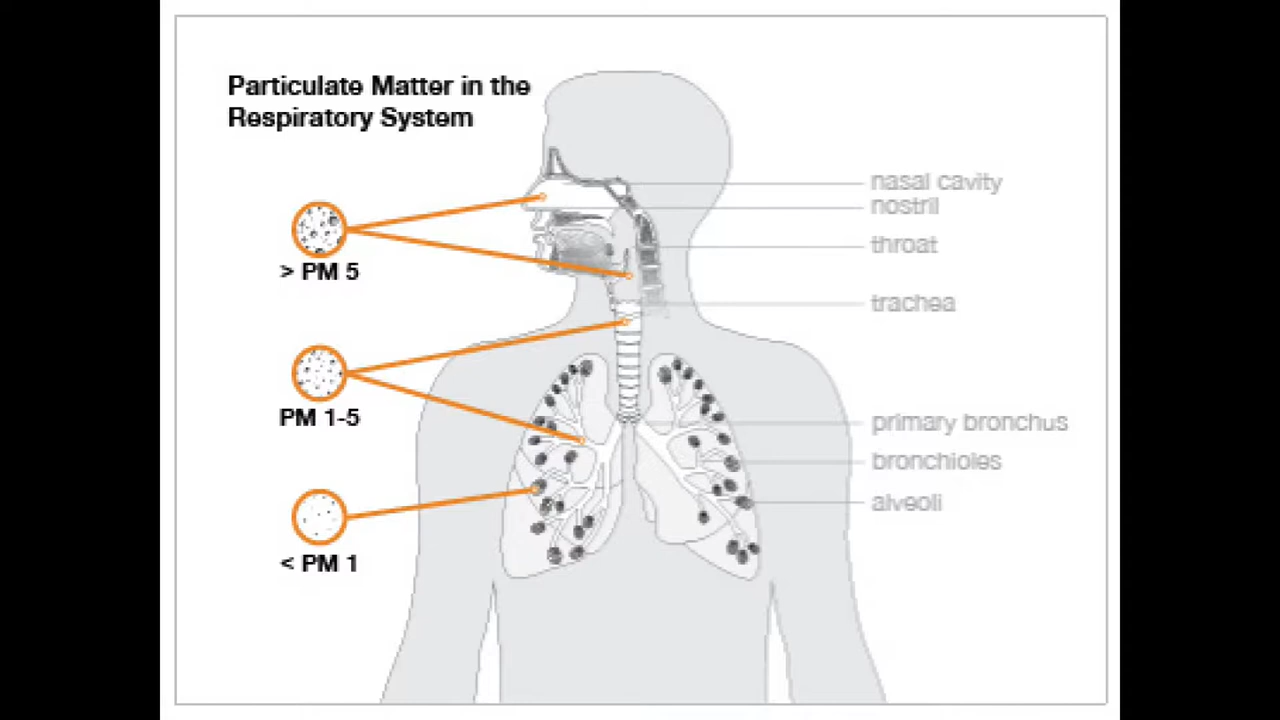 Particulate Matter in the
Respiratory System
nasal cavity
nostril
throat
> PM 5
trachea
PM 1-5
primary bronchus
bronchioles
alveoli
< PM 1